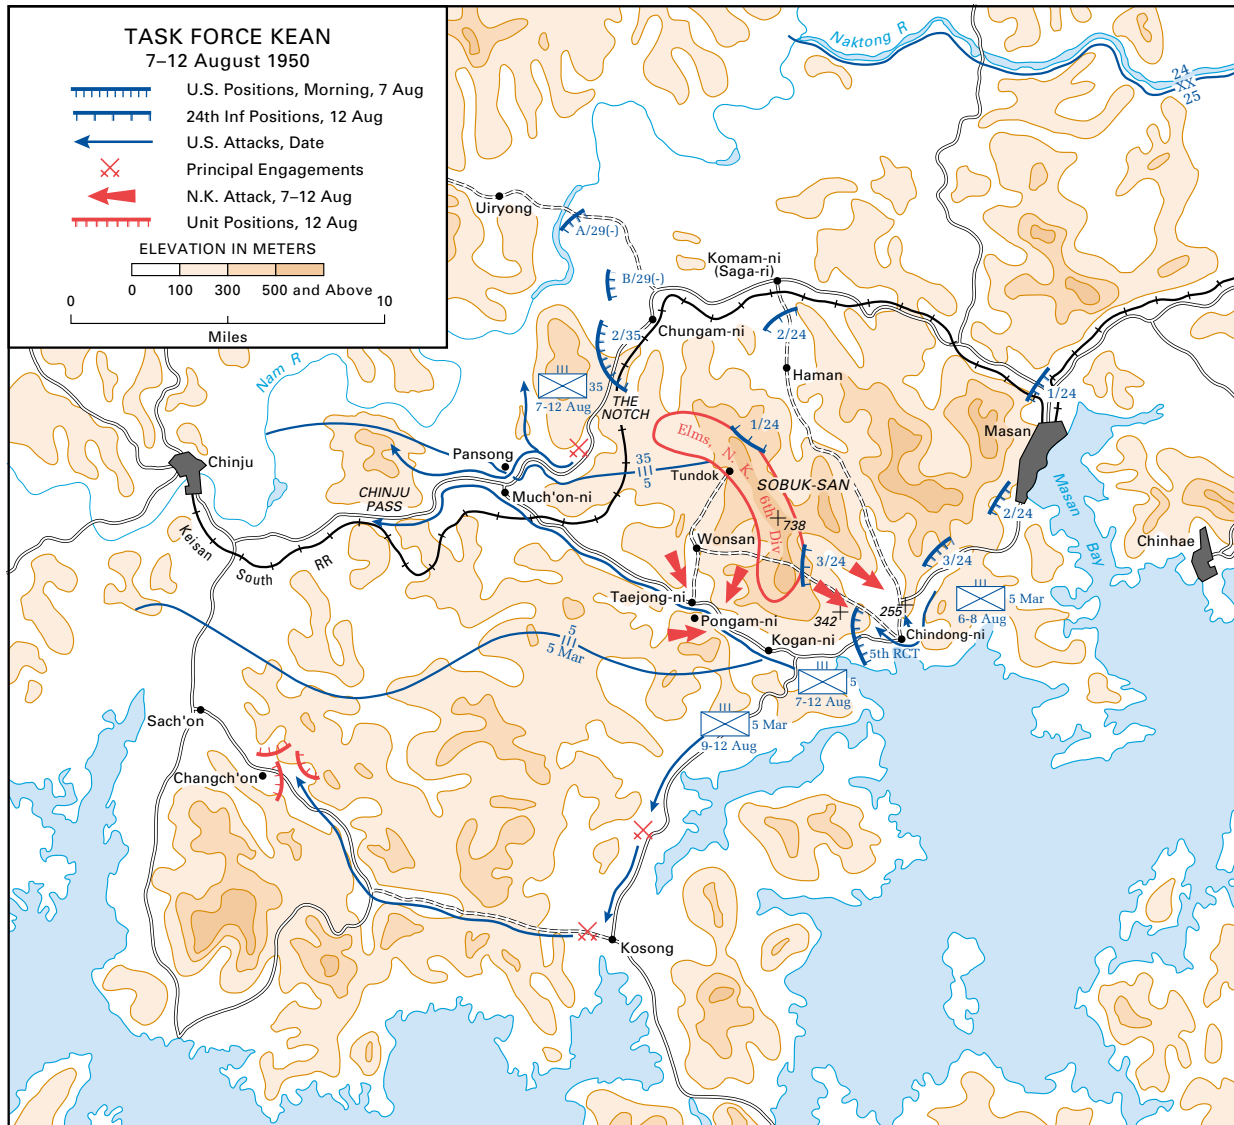 TASK FORCE KEAN
7–12 August 1950
U.S. Positions, Morning, 7 Aug
24th Inf Positions, 12 Aug
U.S. Attacks, Date
Principal Engagements
N.K. Attack, 7–12 Aug
Unit Positions, 12 Aug
ELEVATION IN METERS
0 100 300 500 and Above
0 10
Miles
Naktong R
24
XX
25
Uiryong
A/29(-)
B/29(-)
Komam-ni
(Saga-ri)
Chungam-ni
2/35
2/24
Haman
35
7-12 Aug
THE
NOTCH
1/24
Masan
1/24
Nam R
Chinju
Pansong
Much'on-ni
CHINJU
PASS
35
III
5
Elms, N. K. 6th Div
Tundok
SOBUK-SAN
738
2/24
Masan Bay
Chinhae
Keisan South RR
Wonsan
3/24
3/24
Taejong-ni
Pongam-ni
342
255
Chindong-ni
5 Mar
6-8 Aug
Kogan-ni
5th RCT
5
III
5 Mar
5
7-12 Aug
5 Mar
9-12 Aug
Sach'on
Changch'on
Kosong